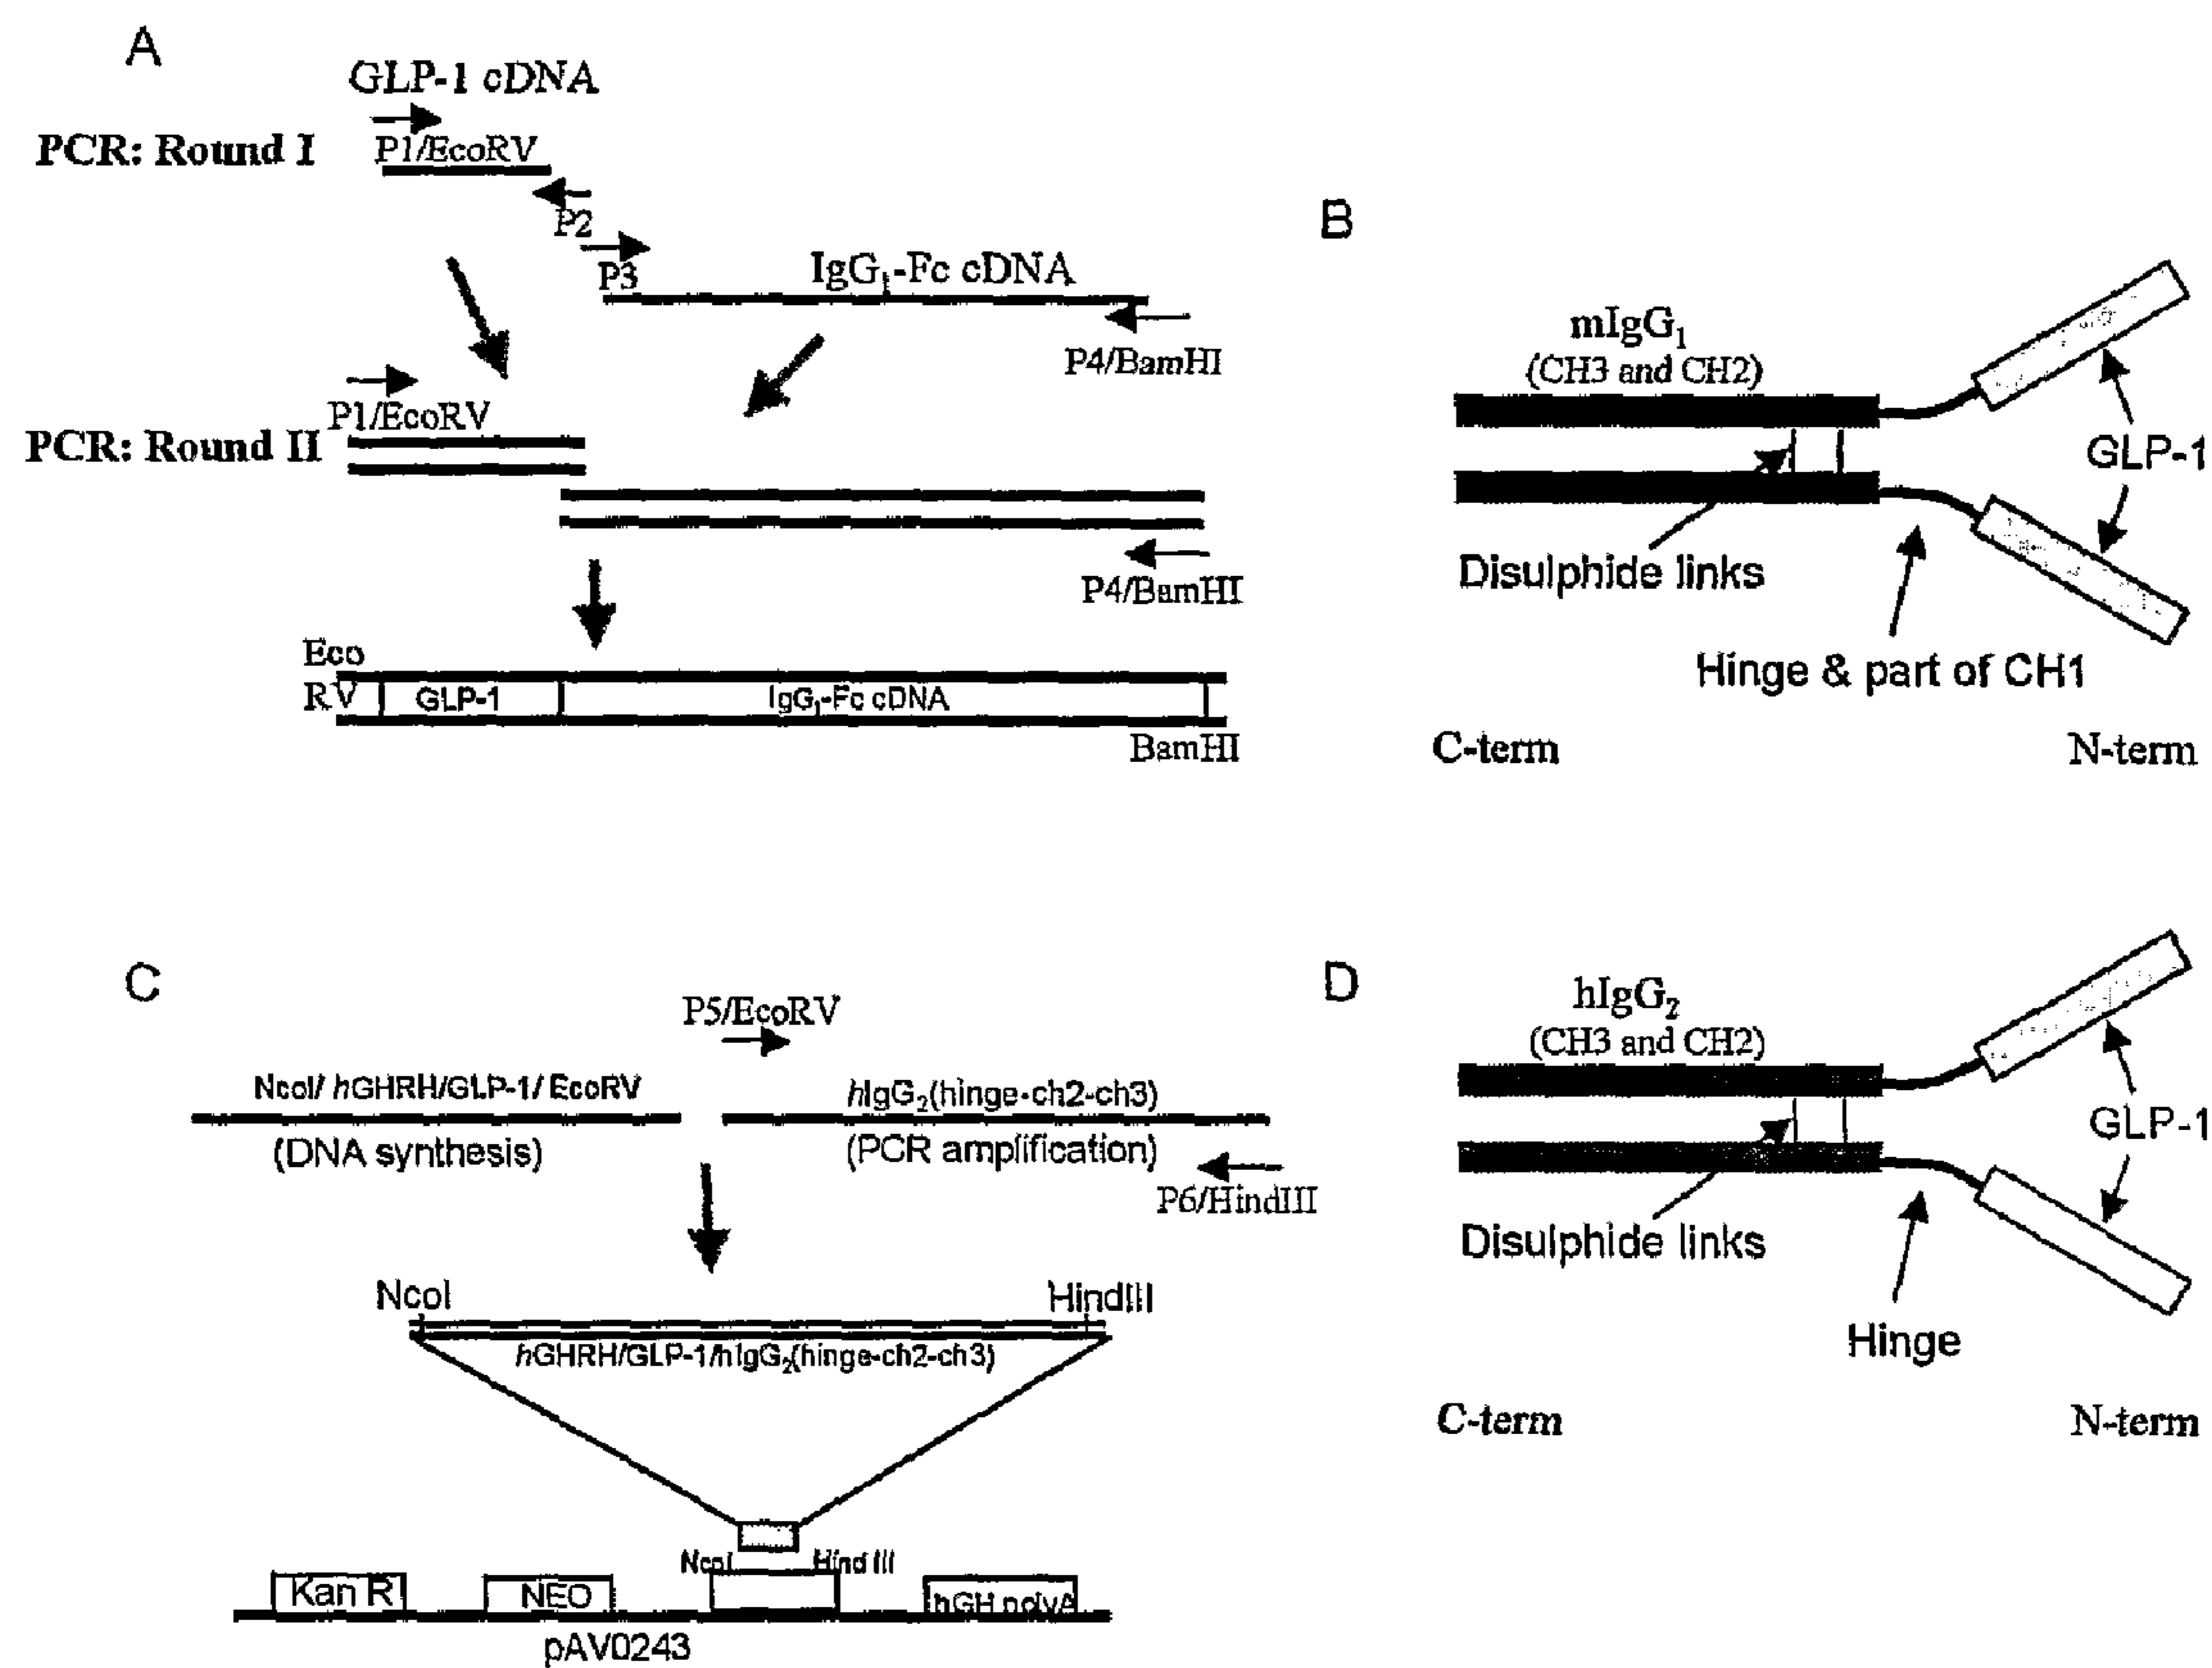 A
GLP-1 cDNA
PCR: Round I
P1/EcoRV
P2
P3
IgG₁-Fc cDNA
P4/BamHI
P1/EcoRV
PCR: Round II
P4/BamHI
Eco
RV
GLP-1
IgG₁-Fc cDNA
BamHI
B
mIgG₁
(CH3 and CH2)
GLP-1
Disulphide links
Hinge & part of CH1
C-term
N-term
C
P5/EcoRV
NcoI/ hGHRH/GLP-1/ EcoRV
(DNA synthesis)
hIgG₂(hinge-ch2-ch3)
(PCR amplification)
P6/HindIII
NcoI
HindIII
hGHRH/GLP-1/hIgG₂(hinge-ch2-ch3)
NcoI
Hind III
Kan R
NEO
hGH polyA
pAV0243
D
hIgG₂
(CH3 and CH2)
GLP-1
Disulphide links
Hinge
C-term
N-term